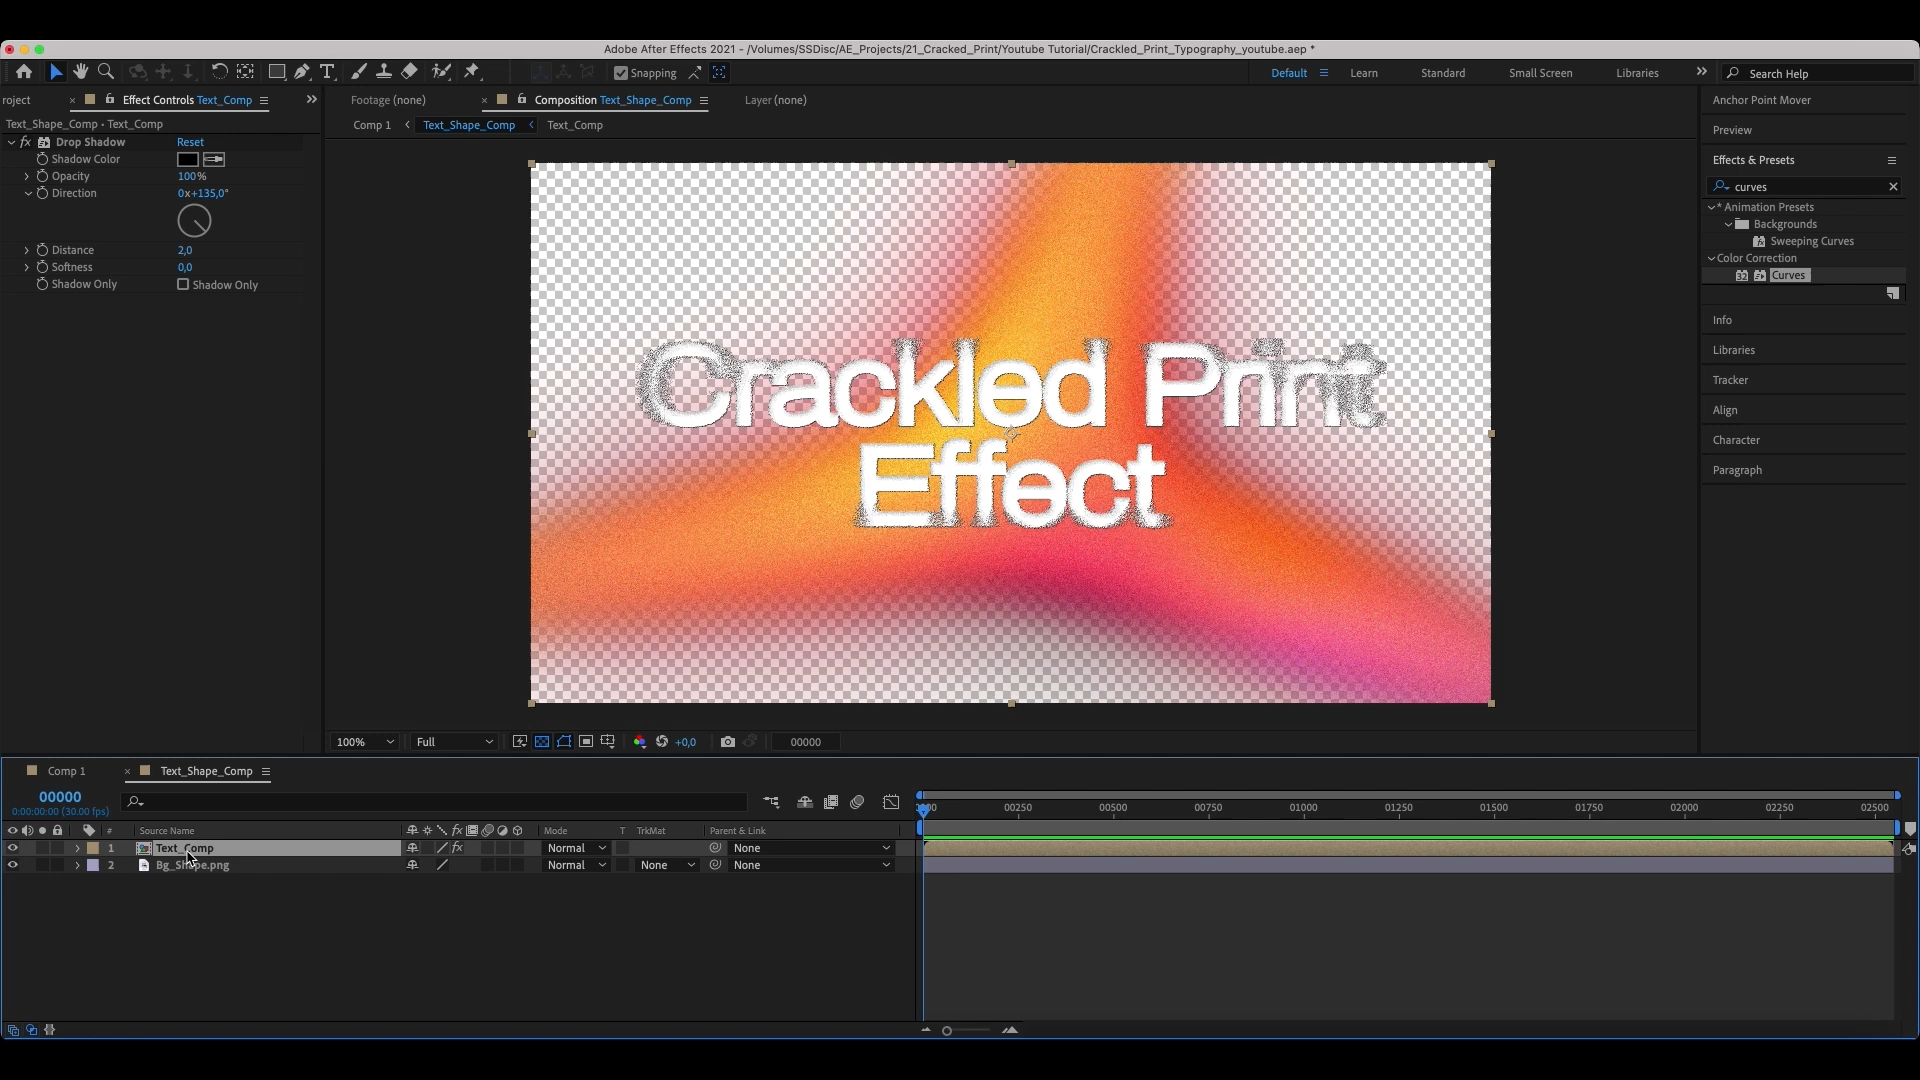 Adobe After Effects 2021 - /Volumes/SSDisc/AE_Projects/21_Cracked_Print/Youtube Tutorial/Crackled_Print_Typography_youtube.aep *
Snapping
Default
Learn
Standard
Small Screen
Libraries
Search Help
roject
Effect Controls Text_Comp
Footage (none)
Composition Text_Shape_Comp
Layer (none)
Text_Shape_Comp • Text_Comp
Comp 1
Text_Shape_Comp
Text_Comp
fx Drop Shadow
Reset
Shadow Color
Opacity
100%
Direction
0x+135,0°
Distance
2,0
Softness
0,0
Shadow Only
Shadow Only
Crackled Print
Effect
Anchor Point Mover
Preview
Effects & Presets
curves
* Animation Presets
Backgrounds
Sweeping Curves
Color Correction
32
Curves
Info
Libraries
Tracker
Align
Character
Paragraph
100%
Full
+0,0
00000
Comp 1
Text_Shape_Comp
00000
0:00:00:00 (30.00 fps)
00
00250
00500
00750
01000
01250
01500
01750
02000
02250
02500
#
Source Name
fx
Mode
T
TrkMat
Parent & Link
1
Text_Comp
fx
Normal
None
2
Bg_Shape.png
Normal
None
None